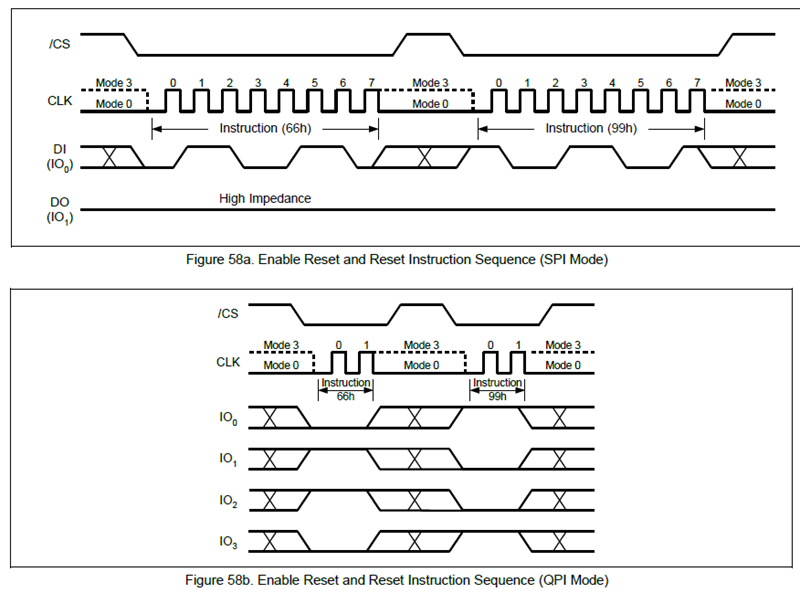 /CS
Mode 3 0 1 2 3 4 5 6 7 Mode 3 0 1 2 3 4 5 6 7 Mode 3
CLK Mode 0 Mode 0 Mode 0
Instruction (66h) Instruction (99h)
DI
(IO0)
High Impedance
DO
(IO1)
Figure 58a. Enable Reset and Reset Instruction Sequence (SPI Mode)
/CS
Mode 3 0 1 Mode 3 0 1 Mode 3
CLK Mode 0 Mode 0 Mode 0
Instruction Instruction
66h 99h
IO0
IO1
IO2
IO3
Figure 58b. Enable Reset and Reset Instruction Sequence (QPI Mode)